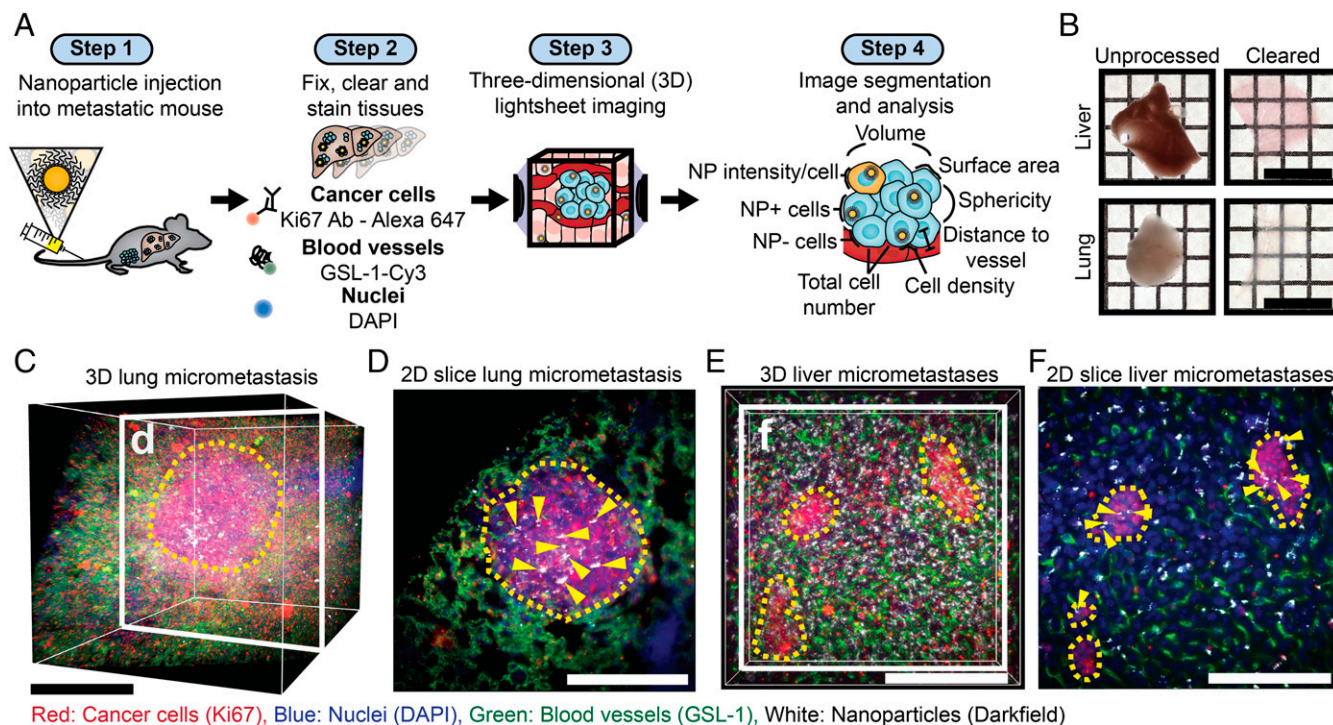 A
Step 1
Nanoparticle injection
into metastatic mouse
Step 2
Fix, clear and
stain tissues
Cancer cells
Ki67 Ab - Alexa 647
Blood vessels
GSL-1-Cy3
Nuclei
DAPI
Step 3
Three-dimensional (3D)
lightsheet imaging
Step 4
Image segmentation
and analysis
Volume
NP intensity/cell
Surface area
NP+ cells
Sphericity
NP- cells
Distance to
vessel
Total cell
number
Cell density
B
Unprocessed
Cleared
Liver
Lung
C
3D lung micrometastasis
d
D
2D slice lung micrometastasis
E
3D liver micrometastases
f
F
2D slice liver micrometastases
Red: Cancer cells (Ki67), Blue: Nuclei (DAPI), Green: Blood vessels (GSL-1), White: Nanoparticles (Darkfield)